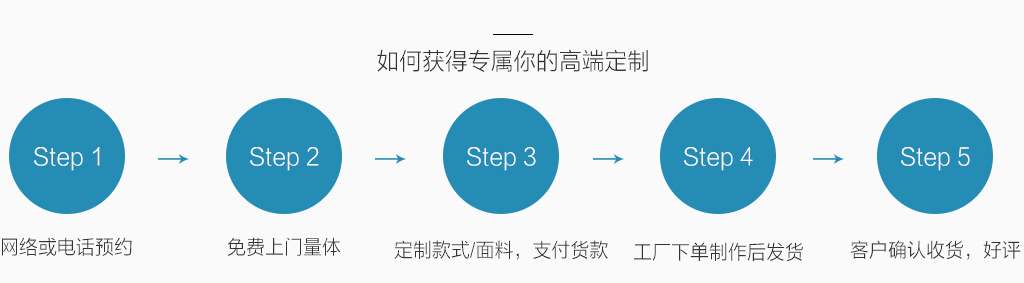 如何获得专属你的高端定制
Step 1
Step 2
Step 3
Step 4
Step 5
网络或电话预约
免费上门量体
定制款式/面料，支付货款
工厂下单制作后发货
客户确认收货，好评